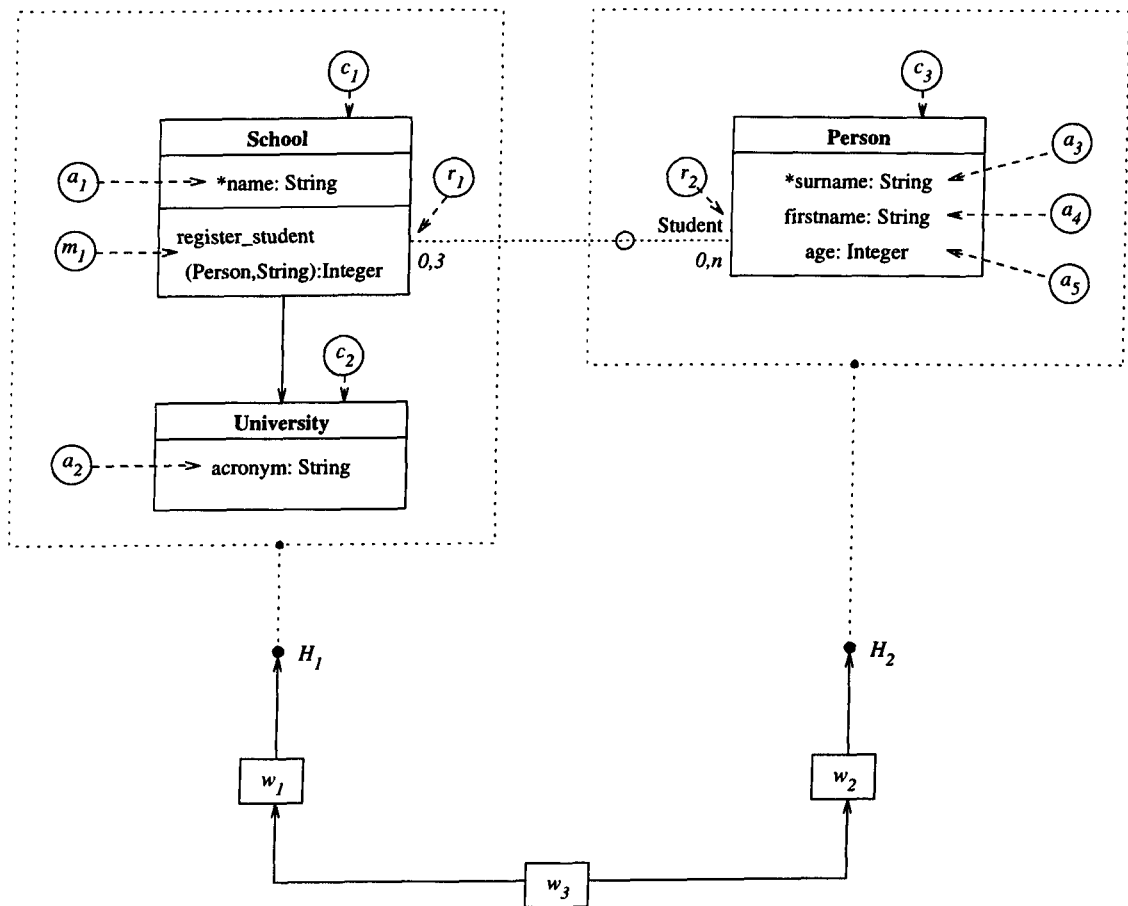 c1
School
a1
*name: String
r1
m1
register_student
(Person,String):Integer
0,3
c2
University
a2
acronym: String
c3
Person
a3
r2
*surname: String
Student
firstname: String
a4
0,n
age: Integer
a5
H1
H2
w1
w2
w3